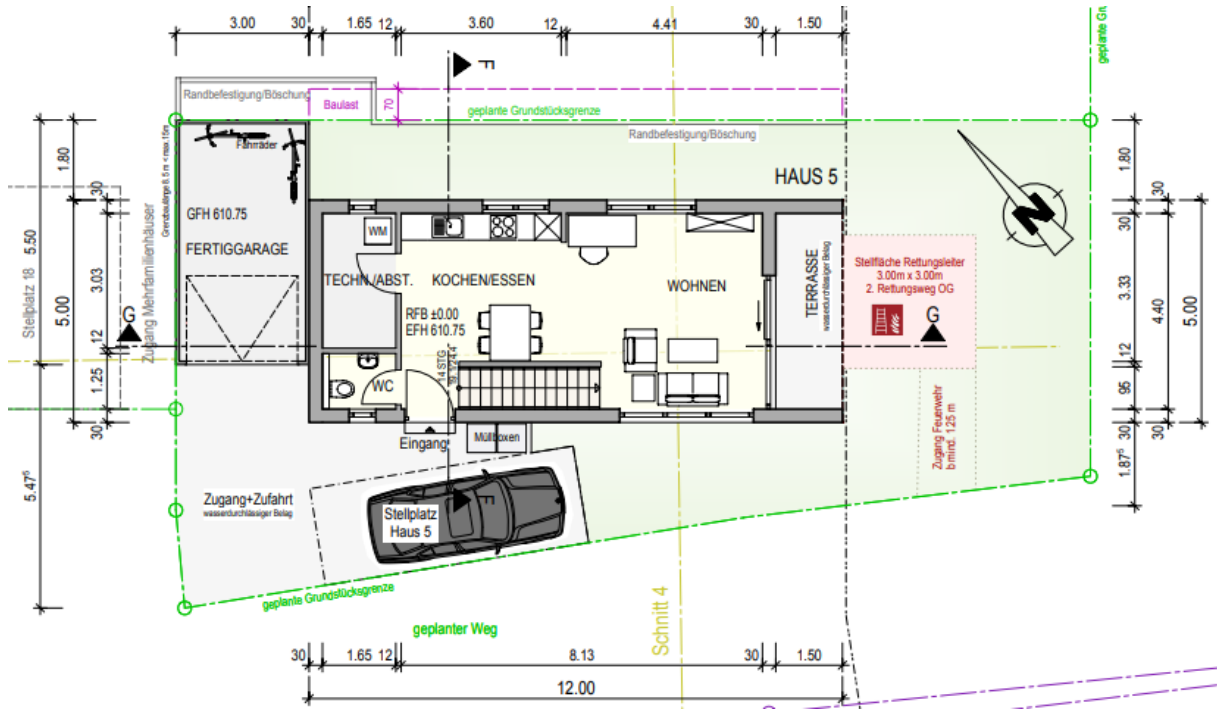 3.00
30
1.65
12
3.60
12
4.41
30
1.50
geplante Gr
F
Randbefestigung/Böschung
Baulast
70
geplante Grundstücksgrenze
Randbefestigung/Böschung
Fahrräder
HAUS 5
N
1.80
30
3.03
12
1.25
30
5.00
5.50
5.47⁵
Stellplatz 18
Zugang Mehrfamilienhäuser
GFH 610.75
FERTIGGARAGE
WM
TECHN./ABST.
KOCHEN/ESSEN
WOHNEN
RFB ±0.00
EFH 610.75
14 STG
WC
TERRASSE
wasserdurchlässiger Belag
Stellfläche Rettungsleiter
3.00m x 3.00m
2. Rettungsweg OG
G
G
Zugang Feuerwehr
b mind. 1.25 m
1.80
30
3.33
12
95
30
1.87⁵
30
4.40
30
5.00
Eingang
Müllboxen
Zugang+Zufahrt
wasserdurchlässiger Belag
Stellplatz
Haus 5
F
geplante Grundstücksgrenze
geplanter Weg
Schnitt 4
30
1.65
12
8.13
30
1.50
12.00